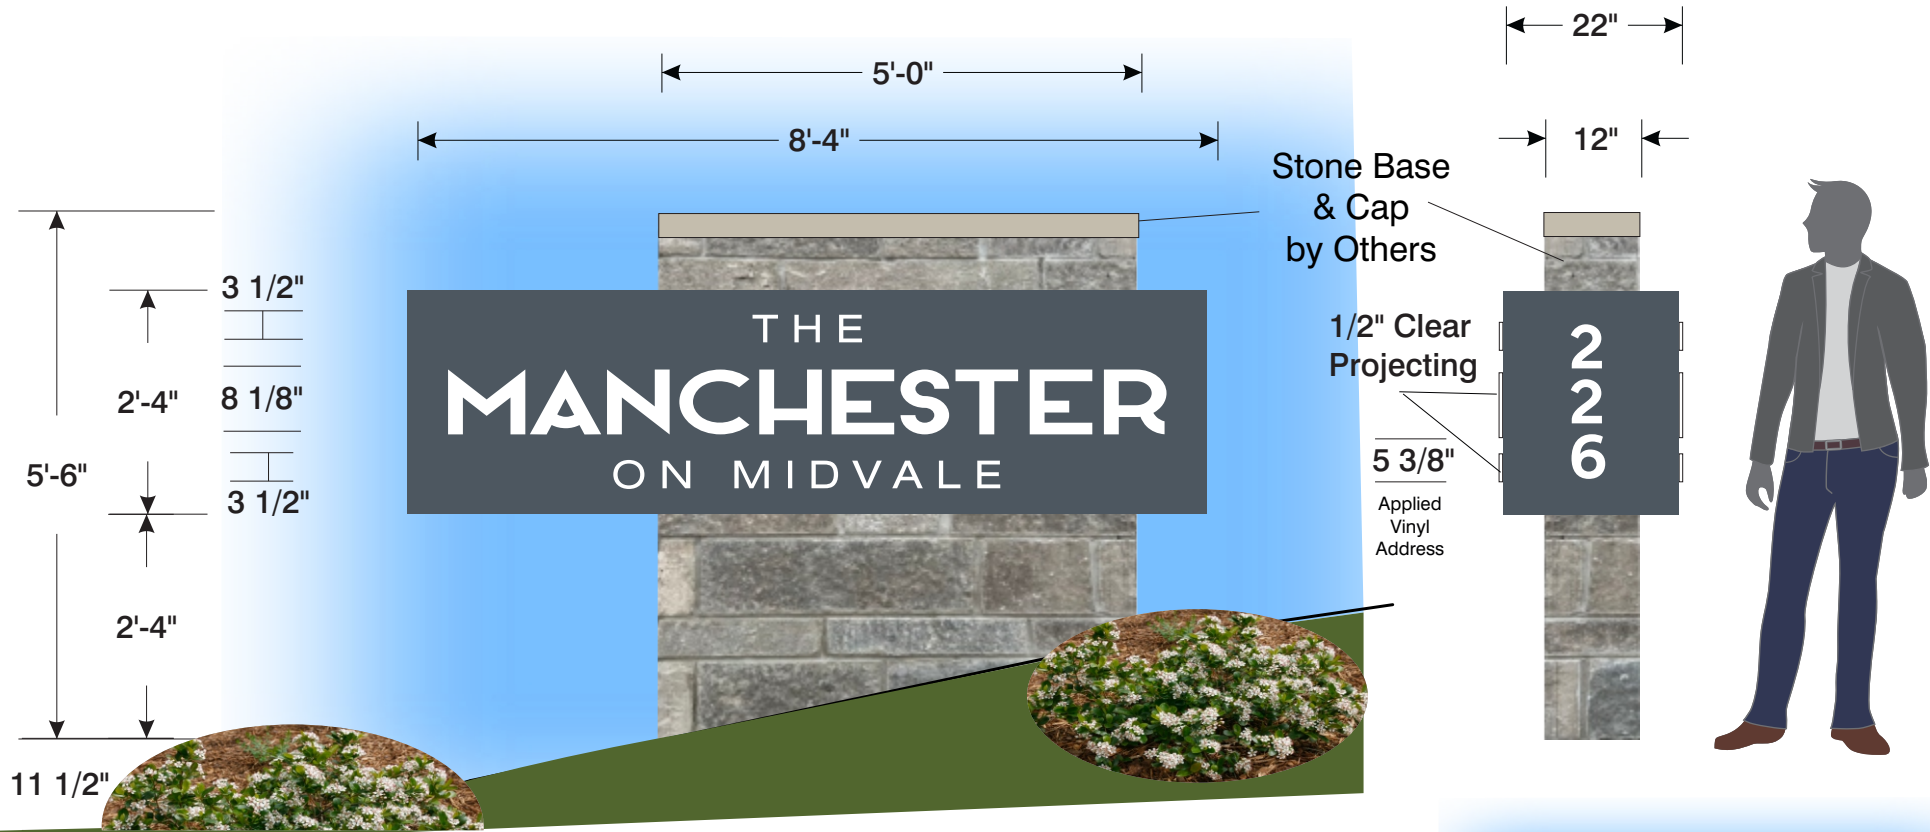 22"
5'-0"
8'-4"
12"
Stone Base
& Cap
by Others
3 1/2"
1/2" Clear
Projecting
THE
MANCHESTER
ON MIDVALE
2
2
6
2'-4"
8 1/8"
5'-6"
3 1/2"
5 3/8"
Applied
Vinyl
Address
2'-4"
11 1/2"